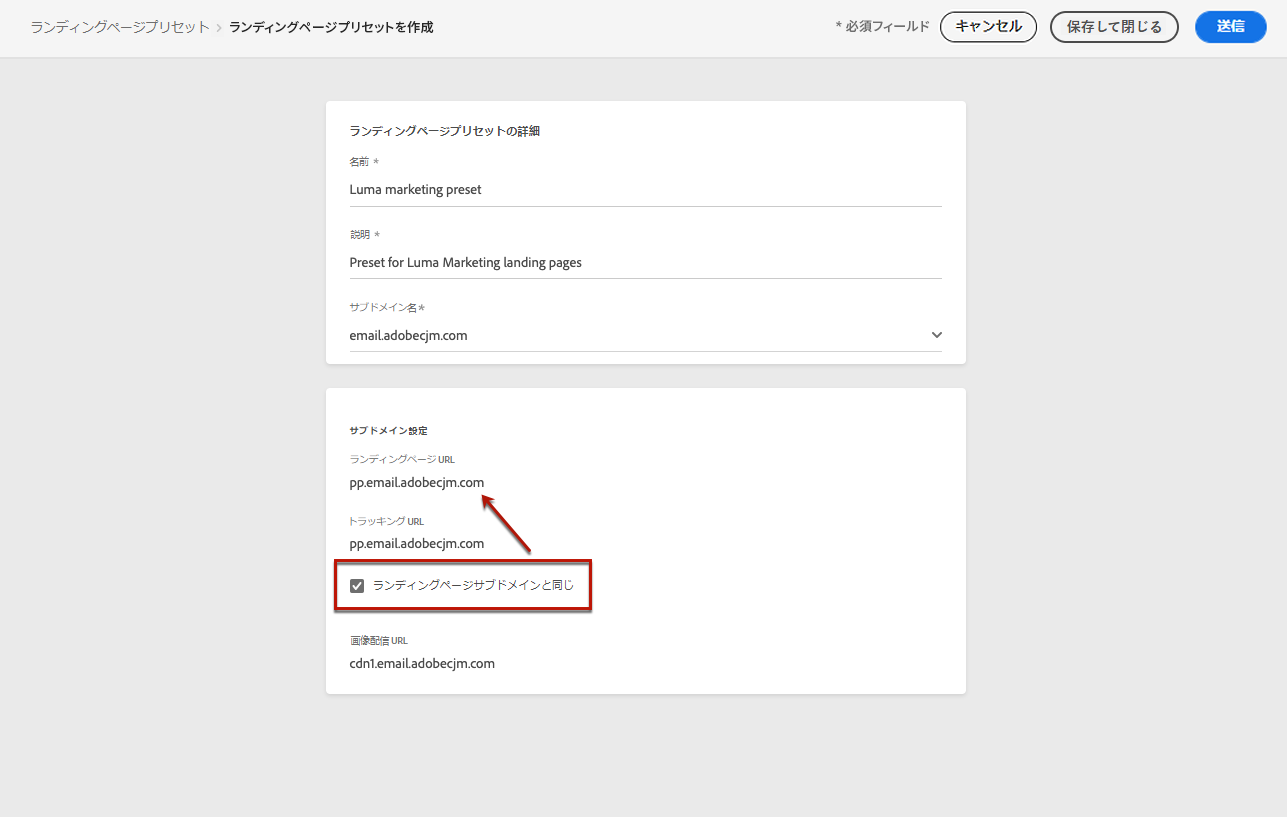 ランディングページプリセット > ランディングページプリセットを作成
* 必須フィールド キャンセル 保存して閉じる 送信
ランディングページプリセットの詳細
名前 *
Luma marketing preset
説明 *
Preset for Luma Marketing landing pages
サブドメイン名*
email.adobecjm.com
サブドメイン設定
ランディングページ URL
pp.email.adobecjm.com
トラッキング URL
pp.email.adobecjm.com
ランディングページサブドメインと同じ
画像配信 URL
cdn1.email.adobecjm.com